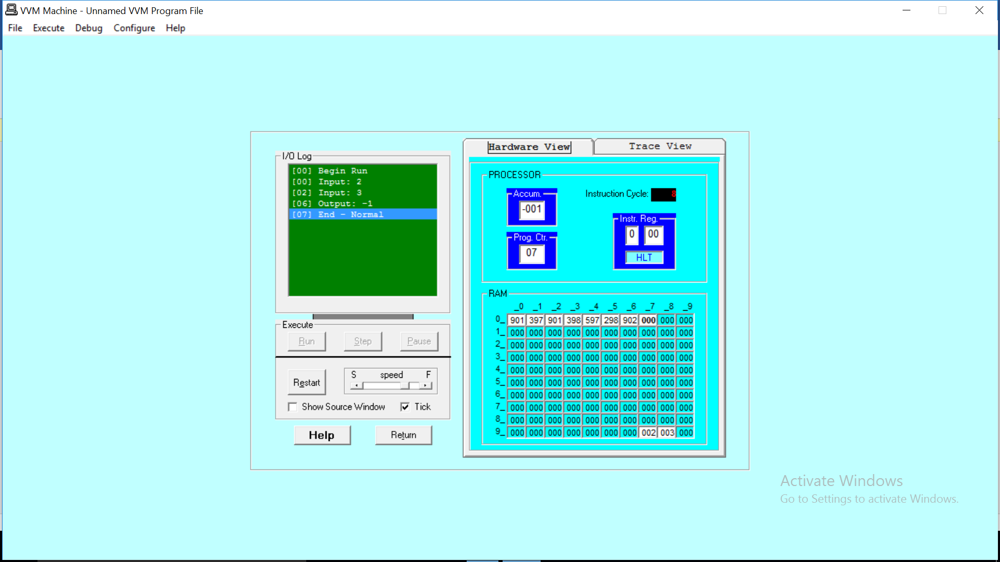 VVM Machine - Unnamed VVM Program File
File Execute Debug Configure Help
I/O Log
[00] Begin Run
[00] Input: 2
[02] Input: 3
[06] Output: -1
[07] End - Normal
Execute
Run Step Pause
Restart
S speed F
Show Source Window Tick
Help Return
Hardware View Trace View
PROCESSOR
Accum.
-001
Instruction Cycle: 8
Prog. Ctr.
07
Instr. Reg.
0 00
HLT
RAM
_0 _1 _2 _3 _4 _5 _6 _7 _8 _9
0_ 901 397 901 398 597 298 902 000 000 000
1_ 000 000 000 000 000 000 000 000 000 000
2_ 000 000 000 000 000 000 000 000 000 000
3_ 000 000 000 000 000 000 000 000 000 000
4_ 000 000 000 000 000 000 000 000 000 000
5_ 000 000 000 000 000 000 000 000 000 000
6_ 000 000 000 000 000 000 000 000 000 000
7_ 000 000 000 000 000 000 000 000 000 000
8_ 000 000 000 000 000 000 000 000 000 000
9_ 000 000 000 000 000 000 000 002 003 000
Activate Windows
Go to Settings to activate Windows.